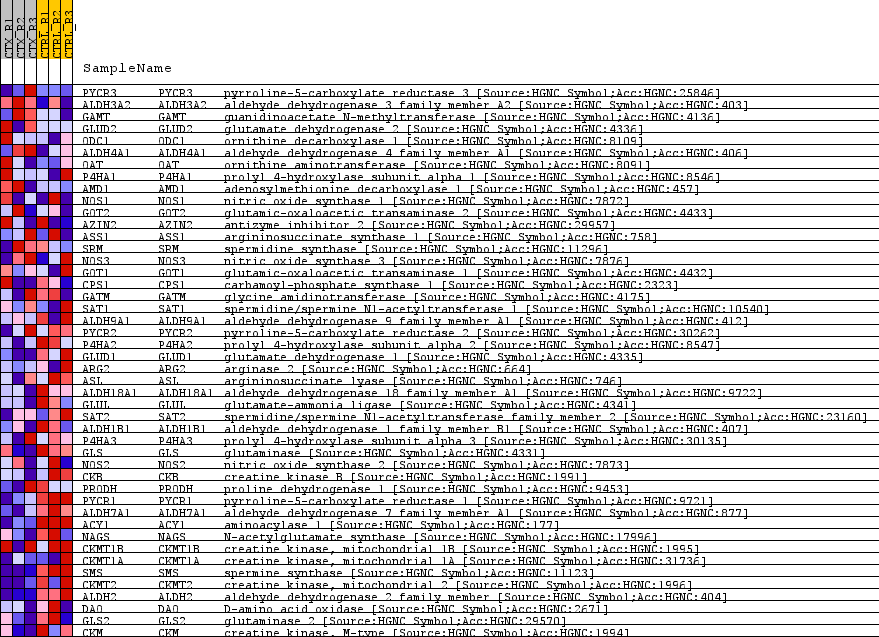 CTX_R1 CTX_R2 CTX_R3 CTRL_R1 CTRL_R2 CTRL_R3
SampleName
PYCR3 PYCR3 pyrroline-5-carboxylate reductase 3 [Source:HGNC Symbol;Acc:HGNC:25846]
ALDH3A2 ALDH3A2 aldehyde dehydrogenase 3 family member A2 [Source:HGNC Symbol;Acc:HGNC:403]
GAMT GAMT guanidinoacetate N-methyltransferase [Source:HGNC Symbol;Acc:HGNC:4136]
GLUD2 GLUD2 glutamate dehydrogenase 2 [Source:HGNC Symbol;Acc:HGNC:4336]
ODC1 ODC1 ornithine decarboxylase 1 [Source:HGNC Symbol;Acc:HGNC:8109]
ALDH4A1 ALDH4A1 aldehyde dehydrogenase 4 family member A1 [Source:HGNC Symbol;Acc:HGNC:406]
OAT OAT ornithine aminotransferase [Source:HGNC Symbol;Acc:HGNC:8091]
P4HA1 P4HA1 prolyl 4-hydroxylase subunit alpha 1 [Source:HGNC Symbol;Acc:HGNC:8546]
AMD1 AMD1 adenosylmethionine decarboxylase 1 [Source:HGNC Symbol;Acc:HGNC:457]
NOS1 NOS1 nitric oxide synthase 1 [Source:HGNC Symbol;Acc:HGNC:7872]
GOT2 GOT2 glutamic-oxaloacetic transaminase 2 [Source:HGNC Symbol;Acc:HGNC:4433]
AZIN2 AZIN2 antizyme inhibitor 2 [Source:HGNC Symbol;Acc:HGNC:29957]
ASS1 ASS1 argininosuccinate synthase 1 [Source:HGNC Symbol;Acc:HGNC:758]
SRM SRM spermidine synthase [Source:HGNC Symbol;Acc:HGNC:11296]
NOS3 NOS3 nitric oxide synthase 3 [Source:HGNC Symbol;Acc:HGNC:7876]
GOT1 GOT1 glutamic-oxaloacetic transaminase 1 [Source:HGNC Symbol;Acc:HGNC:4432]
CPS1 CPS1 carbamoyl-phosphate synthase 1 [Source:HGNC Symbol;Acc:HGNC:2323]
GATM GATM glycine amidinotransferase [Source:HGNC Symbol;Acc:HGNC:4175]
SAT1 SAT1 spermidine/spermine N1-acetyltransferase 1 [Source:HGNC Symbol;Acc:HGNC:10540]
ALDH9A1 ALDH9A1 aldehyde dehydrogenase 9 family member A1 [Source:HGNC Symbol;Acc:HGNC:412]
PYCR2 PYCR2 pyrroline-5-carboxylate reductase 2 [Source:HGNC Symbol;Acc:HGNC:30262]
P4HA2 P4HA2 prolyl 4-hydroxylase subunit alpha 2 [Source:HGNC Symbol;Acc:HGNC:8547]
GLUD1 GLUD1 glutamate dehydrogenase 1 [Source:HGNC Symbol;Acc:HGNC:4335]
ARG2 ARG2 arginase 2 [Source:HGNC Symbol;Acc:HGNC:664]
ASL ASL argininosuccinate lyase [Source:HGNC Symbol;Acc:HGNC:746]
ALDH18A1 ALDH18A1 aldehyde dehydrogenase 18 family member A1 [Source:HGNC Symbol;Acc:HGNC:9722]
GLUL GLUL glutamate-ammonia ligase [Source:HGNC Symbol;Acc:HGNC:4341]
SAT2 SAT2 spermidine/spermine N1-acetyltransferase family member 2 [Source:HGNC Symbol;Acc:HGNC:23160]
ALDH1B1 ALDH1B1 aldehyde dehydrogenase 1 family member B1 [Source:HGNC Symbol;Acc:HGNC:407]
P4HA3 P4HA3 prolyl 4-hydroxylase subunit alpha 3 [Source:HGNC Symbol;Acc:HGNC:30135]
GLS GLS glutaminase [Source:HGNC Symbol;Acc:HGNC:4331]
NOS2 NOS2 nitric oxide synthase 2 [Source:HGNC Symbol;Acc:HGNC:7873]
CKB CKB creatine kinase B [Source:HGNC Symbol;Acc:HGNC:1991]
PRODH PRODH proline dehydrogenase 1 [Source:HGNC Symbol;Acc:HGNC:9453]
PYCR1 PYCR1 pyrroline-5-carboxylate reductase 1 [Source:HGNC Symbol;Acc:HGNC:9721]
ALDH7A1 ALDH7A1 aldehyde dehydrogenase 7 family member A1 [Source:HGNC Symbol;Acc:HGNC:877]
ACY1 ACY1 aminoacylase 1 [Source:HGNC Symbol;Acc:HGNC:177]
NAGS NAGS N-acetylglutamate synthase [Source:HGNC Symbol;Acc:HGNC:17996]
CKMT1B CKMT1B creatine kinase, mitochondrial 1B [Source:HGNC Symbol;Acc:HGNC:1995]
CKMT1A CKMT1A creatine kinase, mitochondrial 1A [Source:HGNC Symbol;Acc:HGNC:31736]
SMS SMS spermine synthase [Source:HGNC Symbol;Acc:HGNC:11123]
CKMT2 CKMT2 creatine kinase, mitochondrial 2 [Source:HGNC Symbol;Acc:HGNC:1996]
ALDH2 ALDH2 aldehyde dehydrogenase 2 family member [Source:HGNC Symbol;Acc:HGNC:404]
DAO DAO D-amino acid oxidase [Source:HGNC Symbol;Acc:HGNC:2671]
GLS2 GLS2 glutaminase 2 [Source:HGNC Symbol;Acc:HGNC:29570]
CKM CKM creatine kinase, M-type [Source:HGNC Symbol;Acc:HGNC:1994]